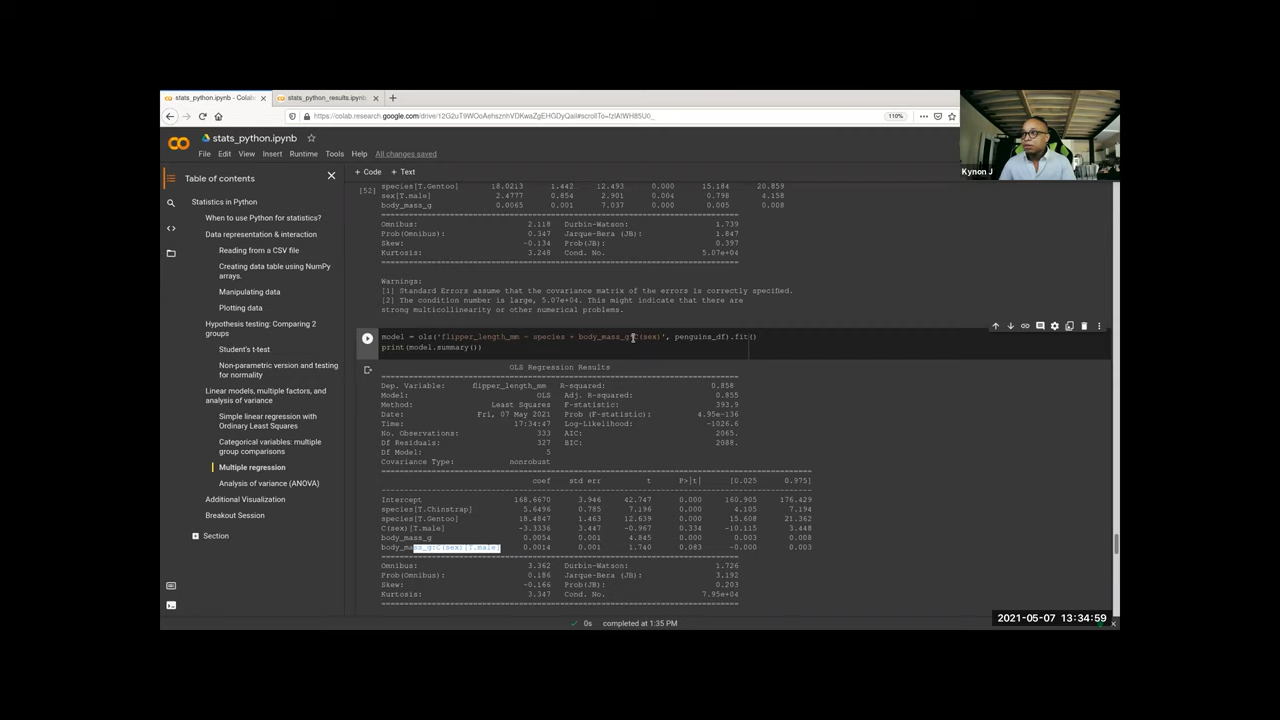 stats_python.ipynb - Colab
stats_python_results.ipynb
110%
stats_python.ipynb
File Edit View Insert Runtime Tools Help All changes saved
Kynon J
+ Code + Text
Table of contents
Statistics in Python
When to use Python for statistics?
Data representation & interaction
Reading from a CSV file
Creating data table using NumPy
arrays.
Manipulating data
Plotting data
Hypothesis testing: Comparing 2
groups
Student's t-test
Non-parametric version and testing
for normality
Linear models, multiple factors, and
analysis of variance
Simple linear regression with
Ordinary Least Squares
Categorical variables: multiple
group comparisons
Multiple regression
Analysis of variance (ANOVA)
Additional Visualization
Breakout Session
Section
[52]
species[T.Gentoo] 18.0213 1.442 12.493 0.000 15.184 20.859
sex[T.male] 2.4777 0.854 2.901 0.004 0.798 4.158
body_mass_g 0.0065 0.001 7.037 0.000 0.005 0.008
Omnibus: 2.118 Durbin-Watson: 1.739
Prob(Omnibus): 0.347 Jarque-Bera (JB): 1.847
Skew: -0.134 Prob(JB): 0.397
Kurtosis: 3.248 Cond. No. 5.07e+04
Warnings:
[1] Standard Errors assume that the covariance matrix of the errors is correctly specified.
[2] The condition number is large, 5.07e+04. This might indicate that there are
strong multicollinearity or other numerical problems.
model = ols('flipper_length_mm ~ species + body_mass_g*C(sex)', penguins_df).fit()
print(model.summary())
OLS Regression Results
Dep. Variable: flipper_length_mm R-squared: 0.858
Model: OLS Adj. R-squared: 0.855
Method: Least Squares F-statistic: 393.9
Date: Fri, 07 May 2021 Prob (F-statistic): 4.95e-136
Time: 17:34:47 Log-Likelihood: -1026.6
No. Observations: 333 AIC: 2065.
Df Residuals: 327 BIC: 2088.
Df Model: 5
Covariance Type: nonrobust
coef std err t P>|t| [0.025 0.975]
Intercept 168.6670 3.946 42.747 0.000 160.905 176.429
species[T.Chinstrap] 5.6496 0.785 7.196 0.000 4.105 7.194
species[T.Gentoo] 18.4847 1.463 12.639 0.000 15.608 21.362
C(sex)[T.male] -3.3336 3.447 -0.967 0.334 -10.115 3.448
body_mass_g 0.0054 0.001 4.845 0.000 0.003 0.008
body_mass_g:C(sex)[T.male] 0.0014 0.001 1.740 0.083 -0.000 0.003
Omnibus: 3.362 Durbin-Watson: 1.726
Prob(Omnibus): 0.186 Jarque-Bera (JB): 3.192
Skew: -0.166 Prob(JB): 0.203
Kurtosis: 3.347 Cond. No. 7.95e+04
0s completed at 1:35 PM
2021-05-07 13:34:59